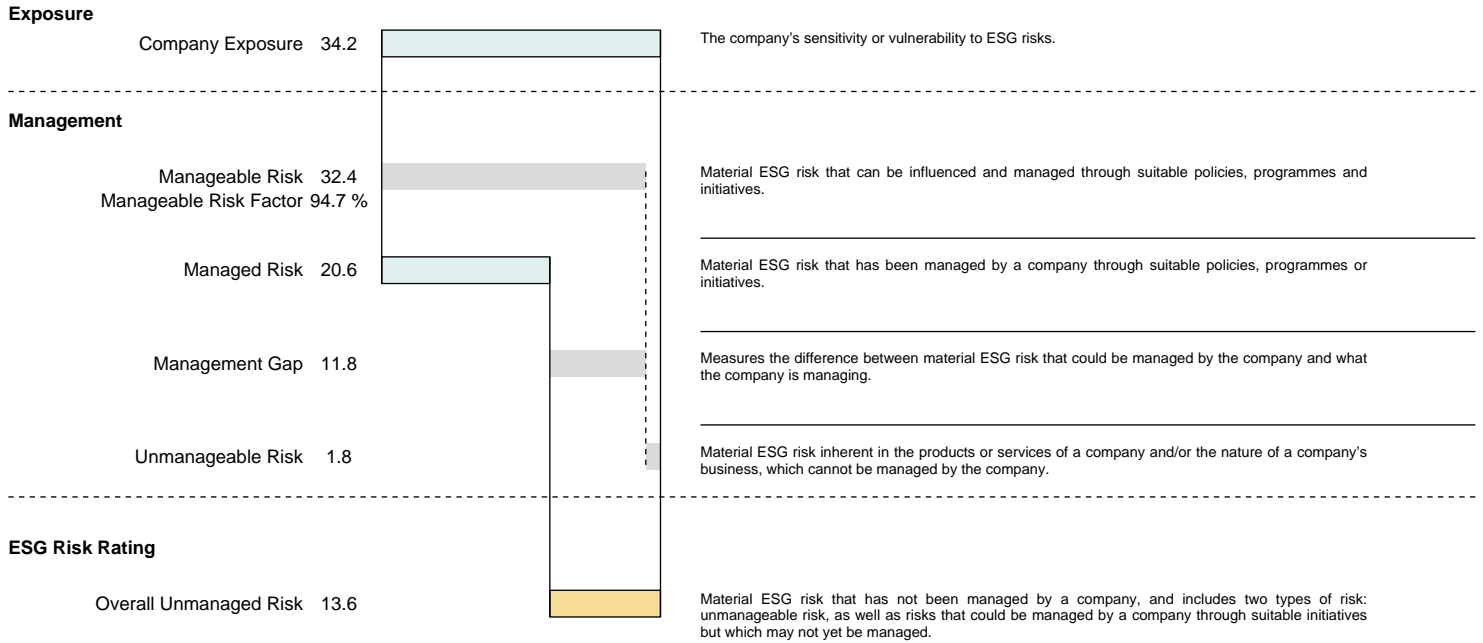 Exposure
Company Exposure 34.2
The company’s sensitivity or vulnerability to ESG risks.
Management
Manageable Risk 32.4
Manageable Risk Factor 94.7 %
Material ESG risk that can be influenced and managed through suitable policies, programmes and
initiatives.
Managed Risk 20.6
Material ESG risk that has been managed by a company through suitable policies, programmes or
initiatives.
Management Gap 11.8
Measures the difference between material ESG risk that could be managed by the company and what
the company is managing.
Unmanageable Risk 1.8
Material ESG risk inherent in the products or services of a company and/or the nature of a company’s
business, which cannot be managed by the company.
ESG Risk Rating
Overall Unmanaged Risk 13.6
Material ESG risk that has not been managed by a company, and includes two types of risk:
unmanageable risk, as well as risks that could be managed by a company through suitable initiatives
but which may not yet be managed.